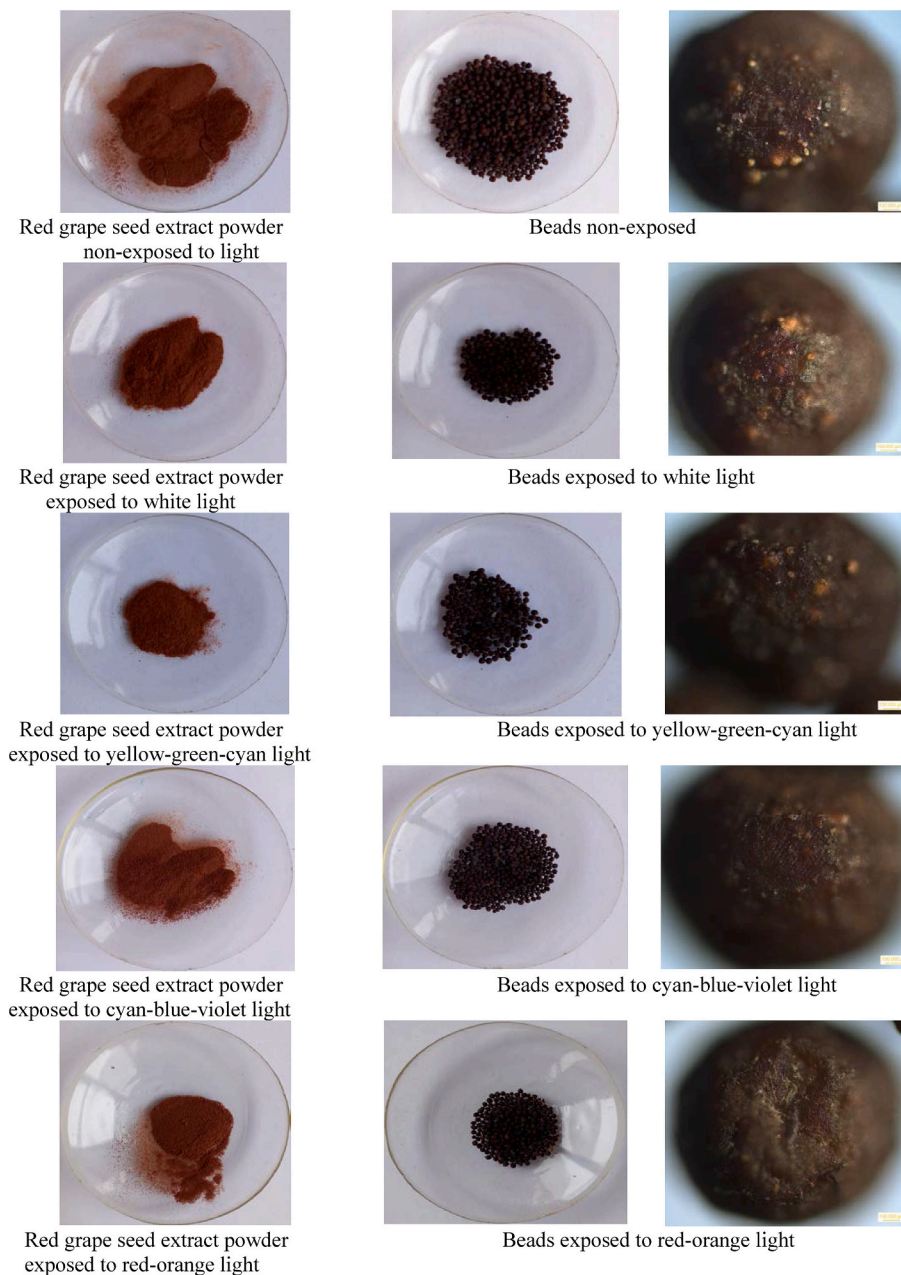 Red grape seed extract powder
non-exposed to light
Beads non-exposed
Red grape seed extract powder
exposed to white light
Beads exposed to white light
Red grape seed extract powder
exposed to yellow-green-cyan light
Beads exposed to yellow-green-cyan light
Red grape seed extract powder
exposed to cyan-blue-violet light
Beads exposed to cyan-blue-violet light
Red grape seed extract powder
exposed to red-orange light
Beads exposed to red-orange light